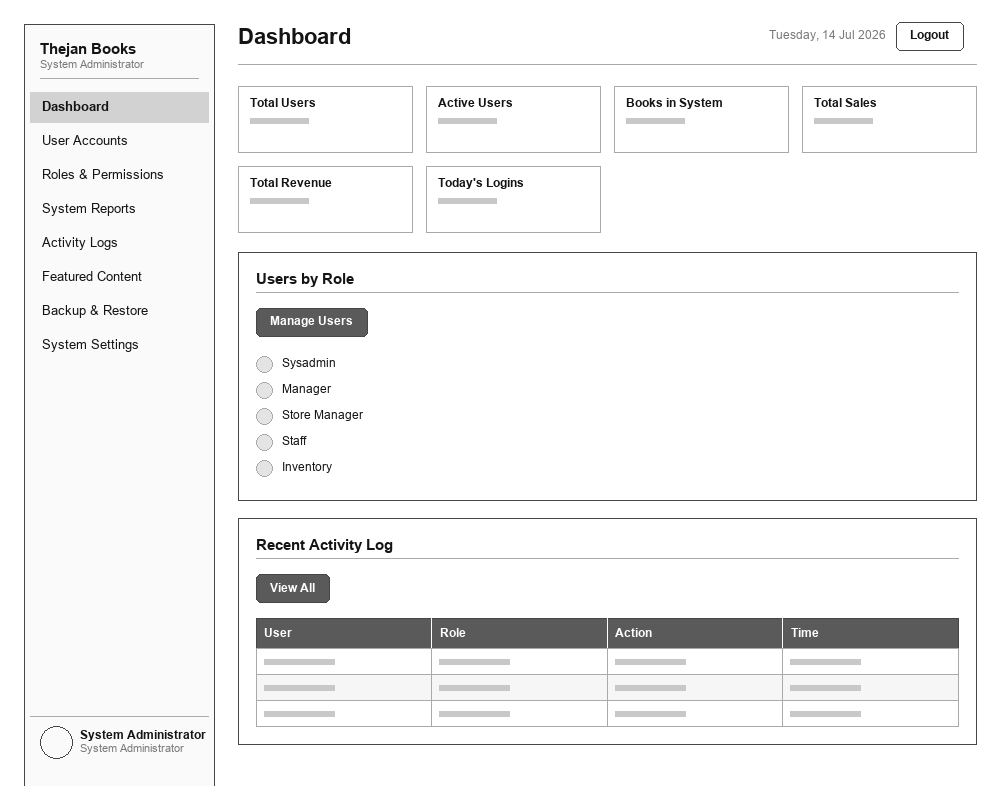 Thejan Books
System Administrator
Dashboard
User Accounts
Roles & Permissions
System Reports
Activity Logs
Featured Content
Backup & Restore
System Settings
System Administrator
System Administrator
Dashboard
Tuesday, 14 Jul 2026
Logout
Total Users
Active Users
Books in System
Total Sales
Total Revenue
Today's Logins
Users by Role
Manage Users
Sysadmin
Manager
Store Manager
Staff
Inventory
Recent Activity Log
View All
User Role Action Time